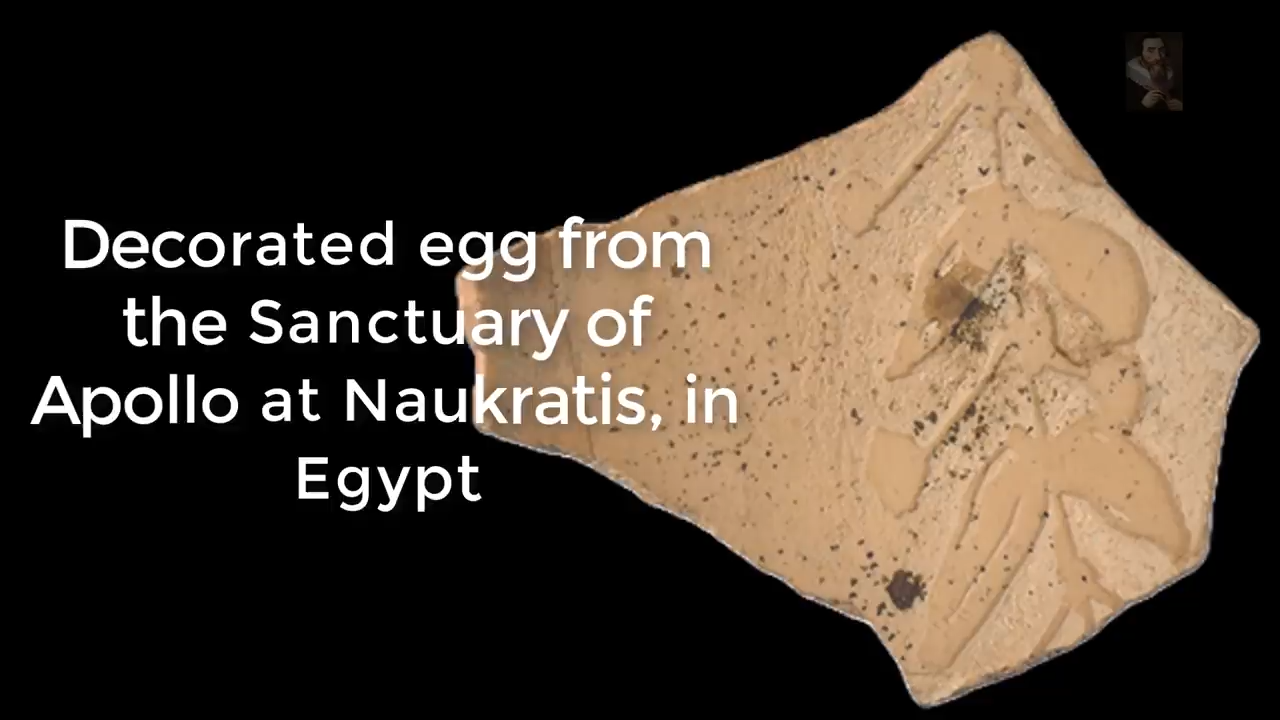 Decorated egg from
the Sanctuary of
Apollo at Naukratis, in
Egypt